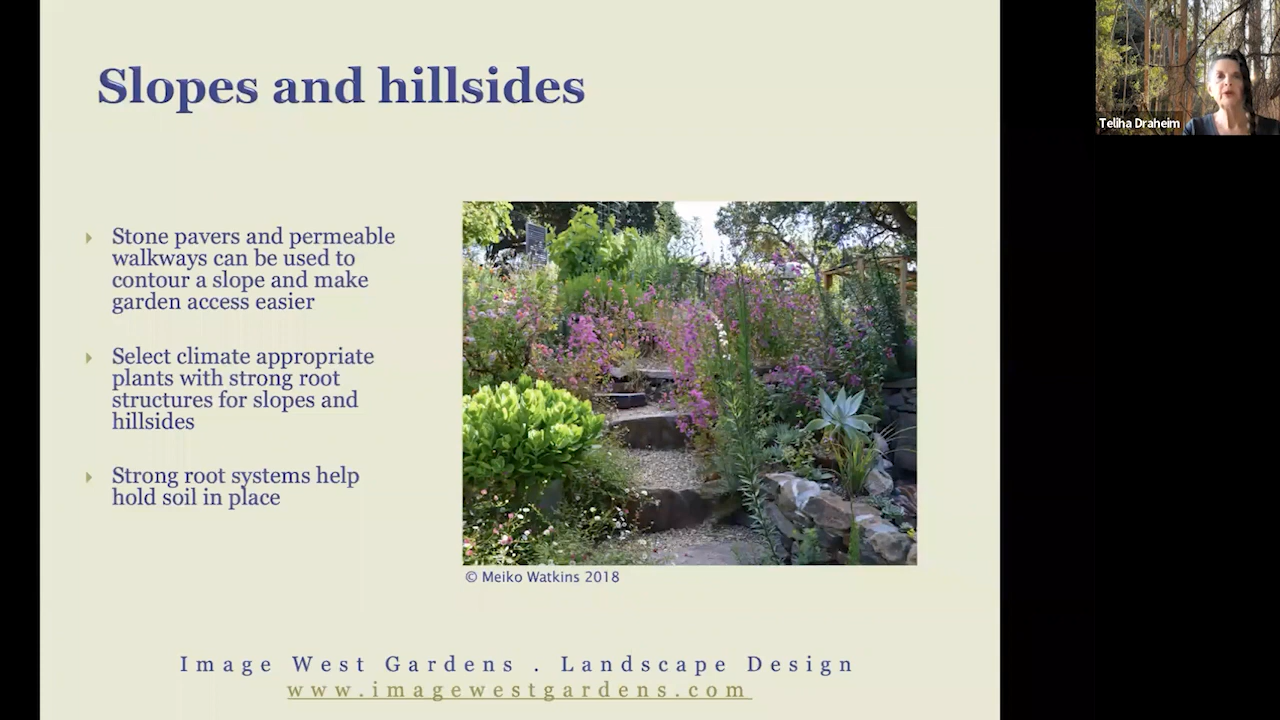 Slopes and hillsides
Teliha Draheim
Stone pavers and permeable
walkways can be used to
contour a slope and make
garden access easier
Select climate appropriate
plants with strong root
structures for slopes and
hillsides
Strong root systems help
hold soil in place
© Meiko Watkins 2018
Image West Gardens . Landscape Design
www.imagewestgardens.com